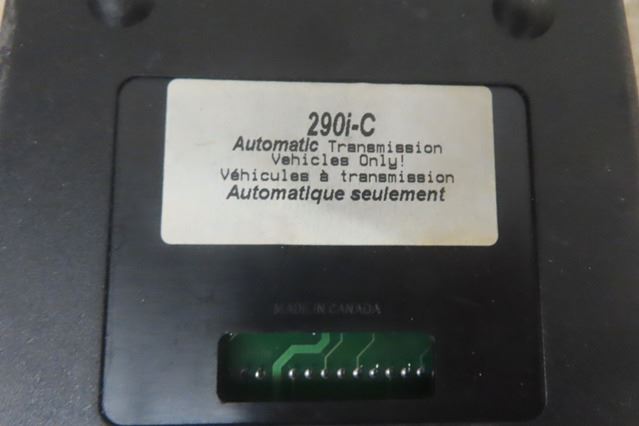 290i-C
Automatic Transmission
Vehicles Only!
Véhicules à transmission
Automatique seulement
MADE IN CANADA